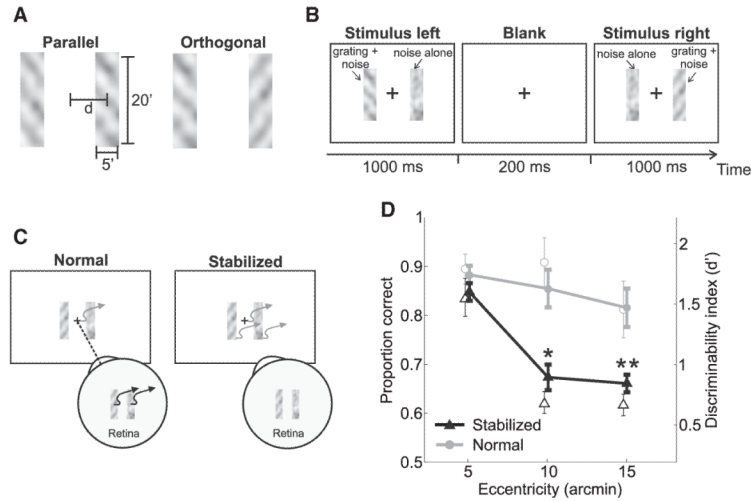 A
Parallel
Orthogonal
d
20'
5'
B
Stimulus left
Blank
Stimulus right
grating +
noise
noise alone
noise alone
grating +
noise
+
+
+
1000 ms
200 ms
1000 ms
Time
C
Normal
Stabilized
+
+
Retina
Retina
D
Proportion correct
1
0.9
0.8
0.7
0.6
0.5
Discriminability index (d')
2
1.5
1
0.5
*
**
Stabilized
Normal
5
10
15
Eccentricity (arcmin)